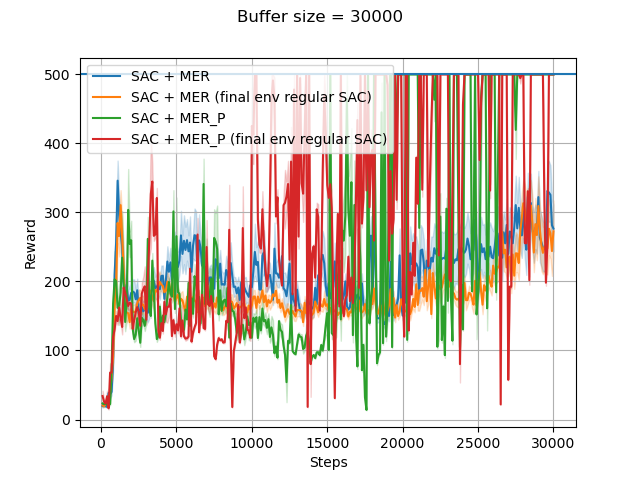 Buffer size = 30000
500
400
300
200
100
0
Reward
SAC + MER
SAC + MER (final env regular SAC)
SAC + MER_P
SAC + MER_P (final env regular SAC)
0
5000
10000
15000
20000
25000
30000
Steps